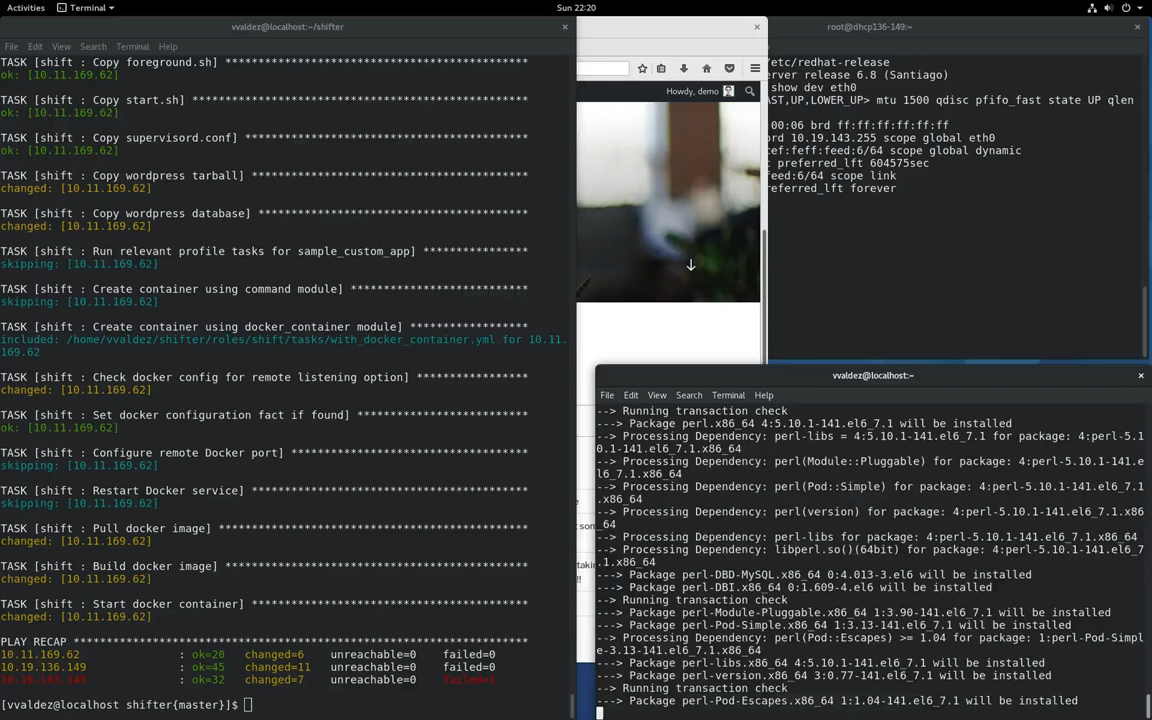 Activities
Terminal
Sun 22:20
vvaldez@localhost:~/shifter
File Edit View Search Terminal Help
TASK [shift : Copy foreground.sh] **********************************************
ok: [10.11.169.62]
TASK [shift : Copy start.sh] ***************************************************
ok: [10.11.169.62]
TASK [shift : Copy supervisord.conf] *******************************************
ok: [10.11.169.62]
TASK [shift : Copy wordpress tarball] ******************************************
changed: [10.11.169.62]
TASK [shift : Copy wordpress database] *****************************************
changed: [10.11.169.62]
TASK [shift : Run relevant profile tasks for sample_custom_app] ****************
skipping: [10.11.169.62]
TASK [shift : Create container using command module] ***************************
skipping: [10.11.169.62]
TASK [shift : Create container using docker_container module] ******************
included: /home/vvaldez/shifter/roles/shift/tasks/with_docker_container.yml for 10.11.
169.62
TASK [shift : Check docker config for remote listening option] *****************
changed: [10.11.169.62]
TASK [shift : Set docker configuration fact if found] **************************
ok: [10.11.169.62]
TASK [shift : Configure remote Docker port] ************************************
skipping: [10.11.169.62]
TASK [shift : Restart Docker service] ******************************************
skipping: [10.11.169.62]
TASK [shift : Pull docker image] ***********************************************
changed: [10.11.169.62]
TASK [shift : Build docker image] **********************************************
changed: [10.11.169.62]
TASK [shift : Start docker container] ******************************************
changed: [10.11.169.62]
PLAY RECAP *********************************************************************
10.11.169.62 : ok=20 changed=6 unreachable=0 failed=0
10.19.136.149 : ok=45 changed=11 unreachable=0 failed=0
10.19.143.149 : ok=32 changed=7 unreachable=0 failed=1
[vvaldez@localhost shifter{master}]$
Howdy, demo
root@dhcp136-149:~
/etc/redhat-release
erver release 6.8 (Santiago)
show dev eth0
AST,UP,LOWER_UP> mtu 1500 qdisc pfifo_fast state UP qlen
:00:06 brd ff:ff:ff:ff:ff:ff
ord 10.19.143.255 scope global eth0
cef:feff:feed:6/64 scope global dynamic
t preferred_lft 604575sec
feed:6/64 scope link
referred_lft forever
vvaldez@localhost:~
File Edit View Search Terminal Help
--> Running transaction check
---> Package perl.x86_64 4:5.10.1-141.el6_7.1 will be installed
--> Processing Dependency: perl-libs = 4:5.10.1-141.el6_7.1 for package: 4:perl-5.1
0.1-141.el6_7.1.x86_64
--> Processing Dependency: perl(Module::Pluggable) for package: 4:perl-5.10.1-141.e
l6_7.1.x86_64
--> Processing Dependency: perl(Pod::Simple) for package: 4:perl-5.10.1-141.el6_7.1
.x86_64
--> Processing Dependency: perl(version) for package: 4:perl-5.10.1-141.el6_7.1.x86
_64
--> Processing Dependency: perl-libs for package: 4:perl-5.10.1-141.el6_7.1.x86_64
--> Processing Dependency: libperl.so()(64bit) for package: 4:perl-5.10.1-141.el6_7
.1.x86_64
---> Package perl-DBD-MySQL.x86_64 0:4.013-3.el6 will be installed
---> Package perl-DBI.x86_64 0:1.609-4.el6 will be installed
--> Running transaction check
---> Package perl-Module-Pluggable.x86_64 1:3.90-141.el6_7.1 will be installed
---> Package perl-Pod-Simple.x86_64 1:3.13-141.el6_7.1 will be installed
--> Processing Dependency: perl(Pod::Escapes) >= 1.04 for package: 1:perl-Pod-Simpl
e-3.13-141.el6_7.1.x86_64
---> Package perl-libs.x86_64 4:5.10.1-141.el6_7.1 will be installed
---> Package perl-version.x86_64 3:0.77-141.el6_7.1 will be installed
--> Running transaction check
---> Package perl-Pod-Escapes.x86_64 1:1.04-141.el6_7.1 will be installed